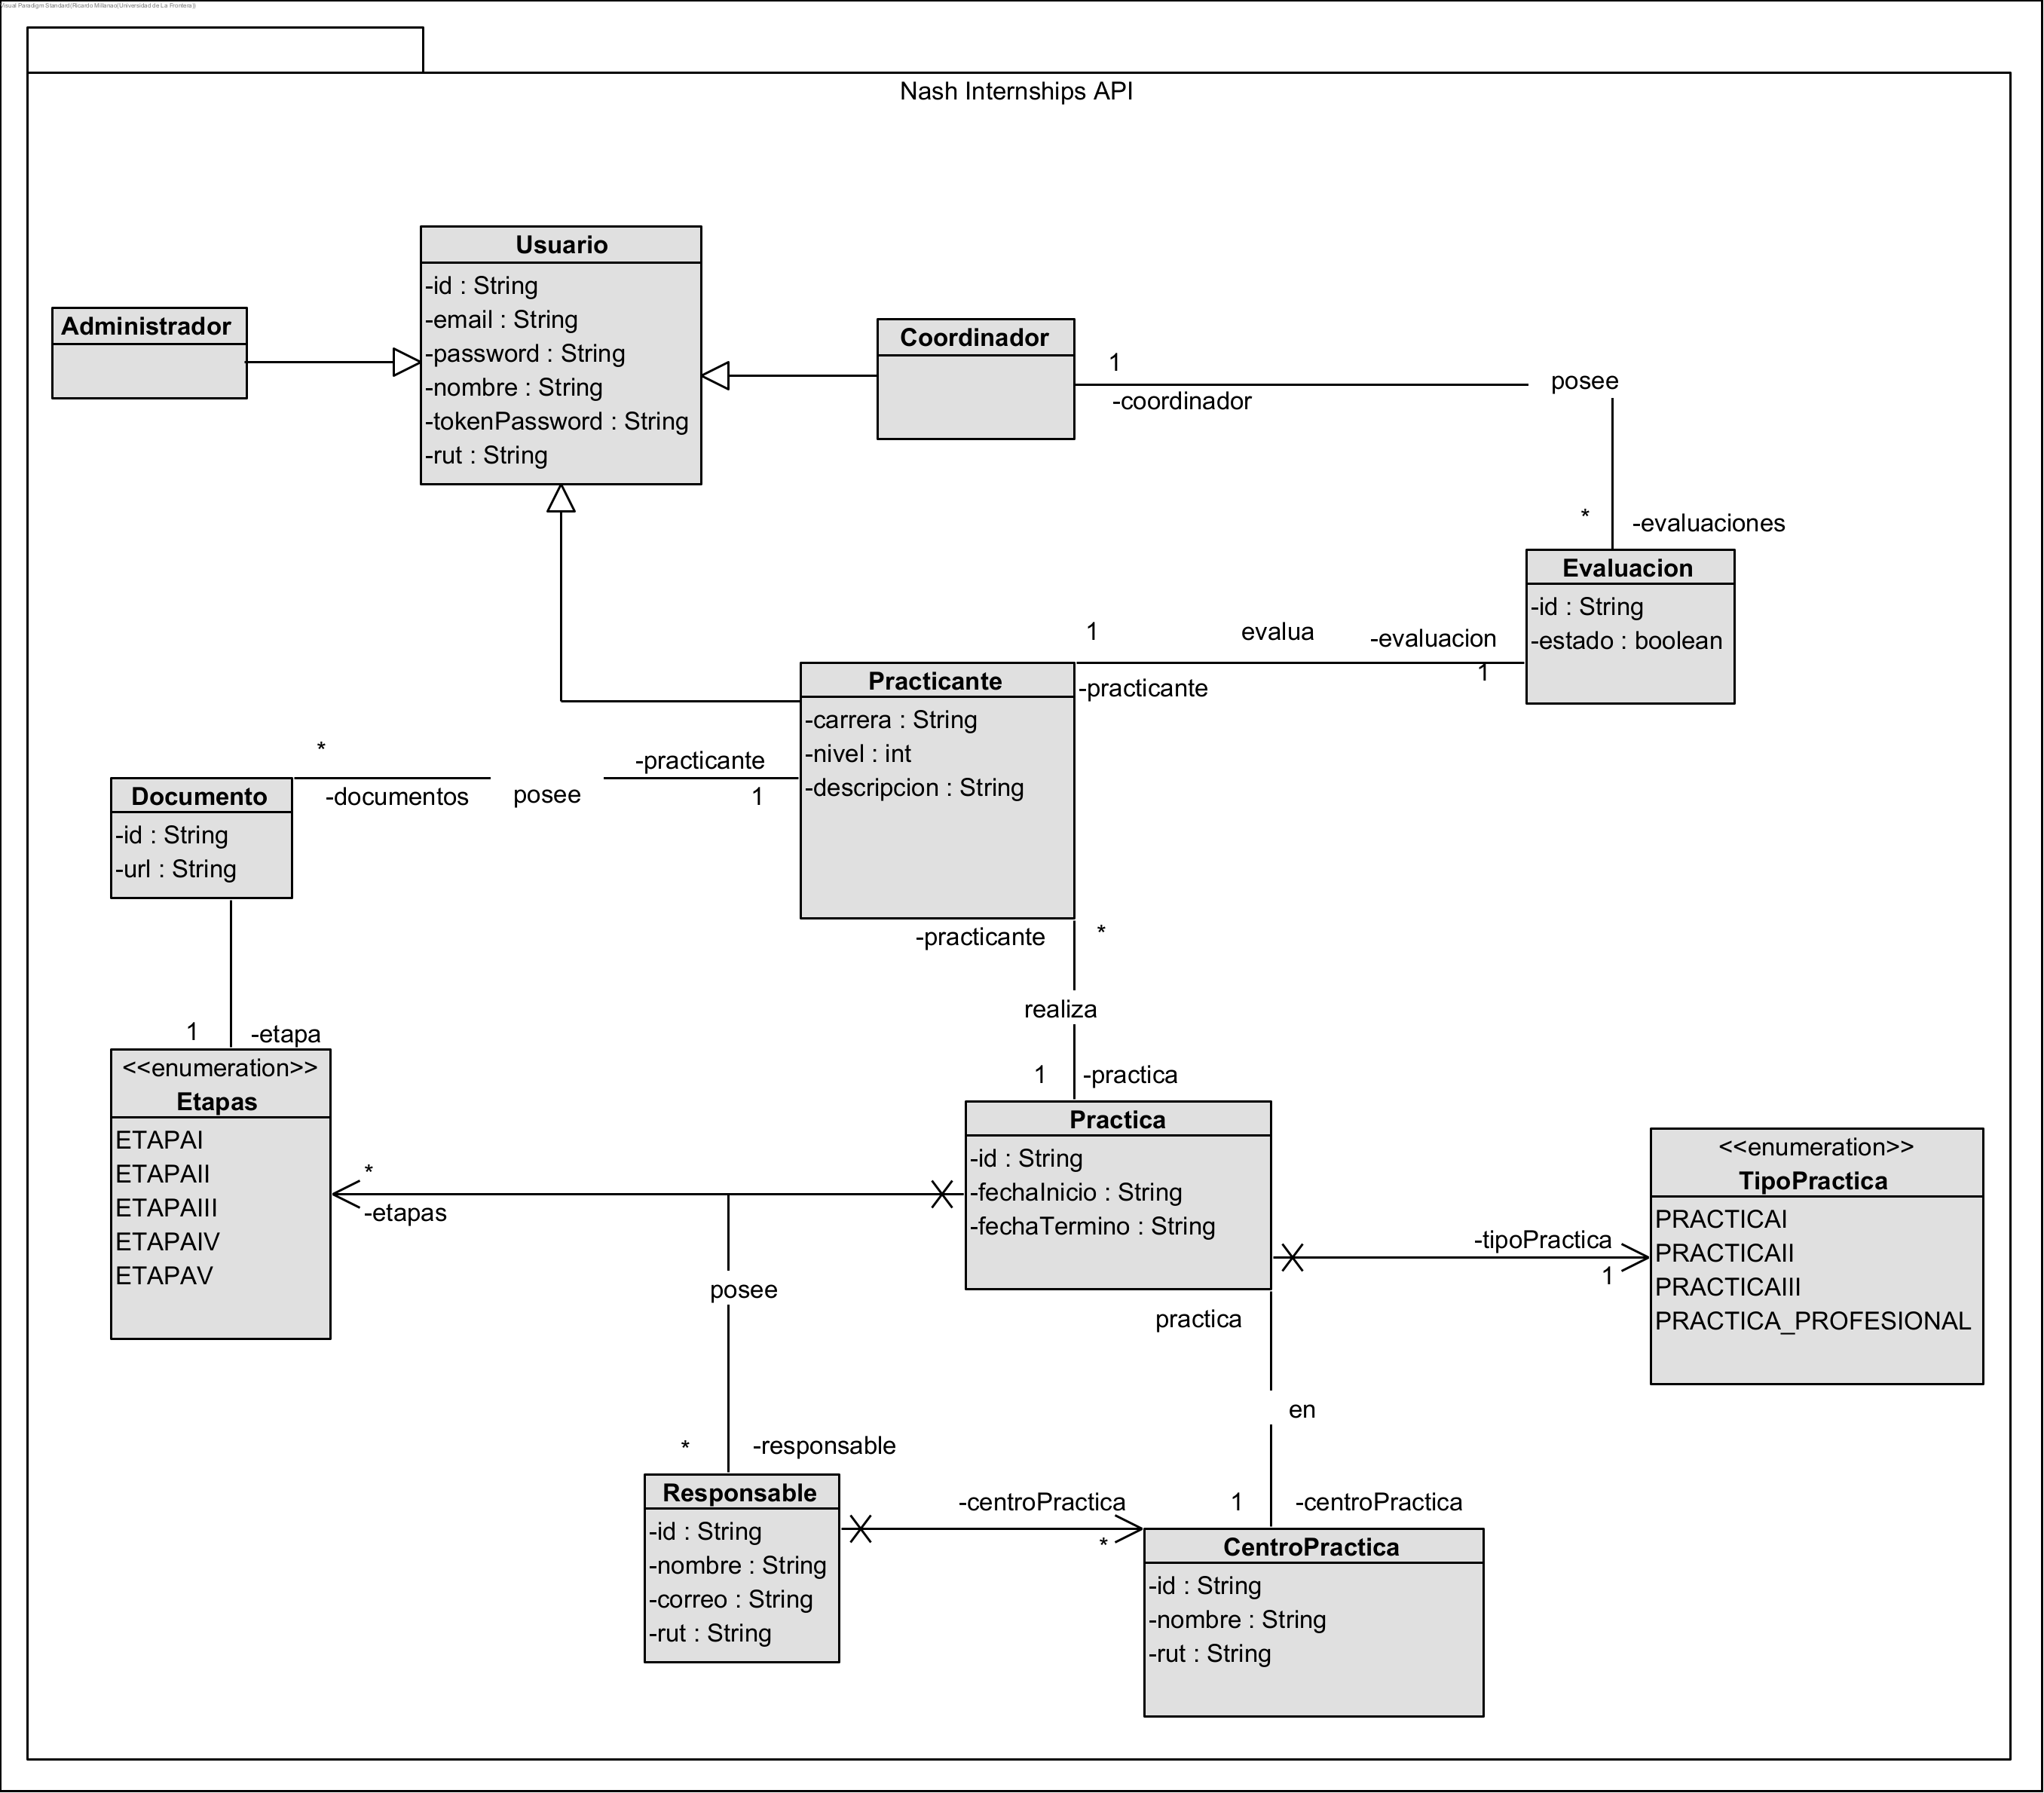 Visual Paradigm Standard(Ricardo Millanao(Universidad de La Frontera))
Nash Internships API
Usuario
-id : String
-email : String
-password : String
-nombre : String
-tokenPassword : String
-rut : String
Administrador
Coordinador
1
-coordinador
posee
*
-evaluaciones
Evaluacion
-id : String
-estado : boolean
1
evalua
-evaluacion
1
-practicante
Practicante
-carrera : String
-nivel : int
-descripcion : String
*
-documentos
posee
-practicante
1
Documento
-id : String
-url : String
-practicante
*
realiza
1
-practica
1
-etapa
<<enumeration>>
Etapas
ETAPAI
ETAPAII
ETAPAIII
ETAPAIV
ETAPAV
*
-etapas
Practica
-id : String
-fechaInicio : String
-fechaTermino : String
-tipoPractica
1
<<enumeration>>
TipoPractica
PRACTICAI
PRACTICAII
PRACTICAIII
PRACTICA_PROFESIONAL
posee
practica
en
*
-responsable
Responsable
-id : String
-nombre : String
-correo : String
-rut : String
-centroPractica
*
1
-centroPractica
CentroPractica
-id : String
-nombre : String
-rut : String